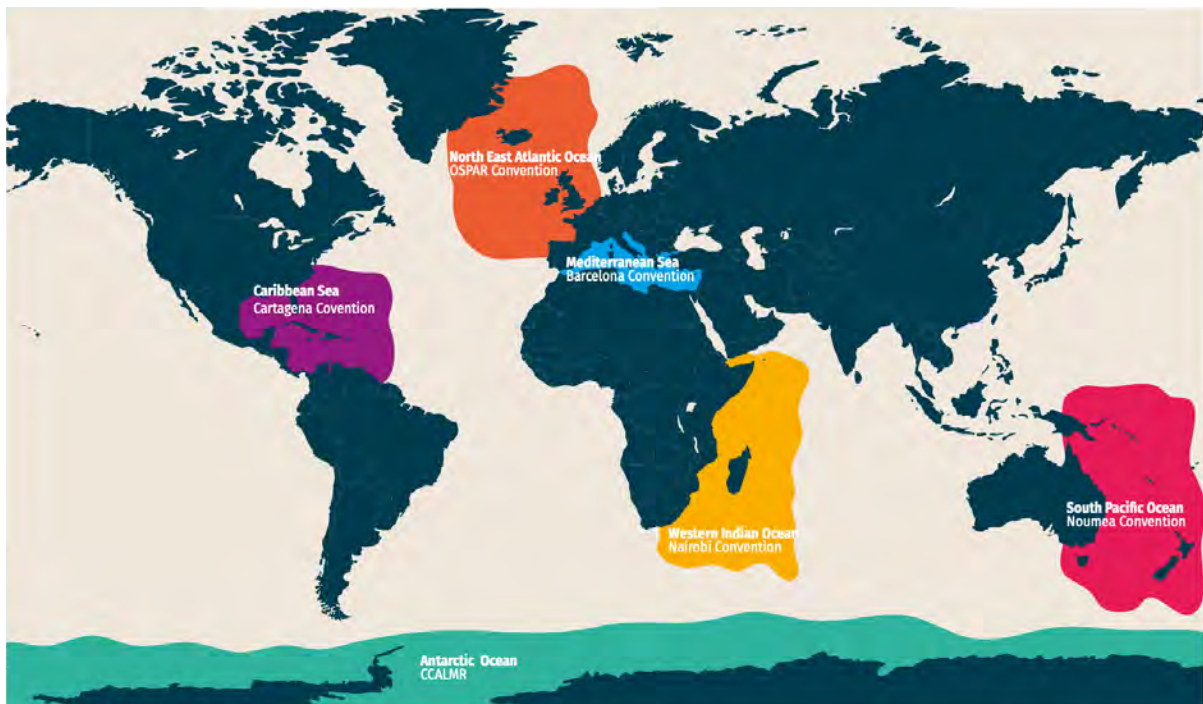 North East Atlantic Ocean
OSPAR Convention
Mediterranean Sea
Barcelona Convention
Caribbean Sea
Cartagena Covention
South Pacific Ocean
Noumea Convention
Western Indian Ocean
Nairobi Convention
Antarctic Ocean
CCALMR